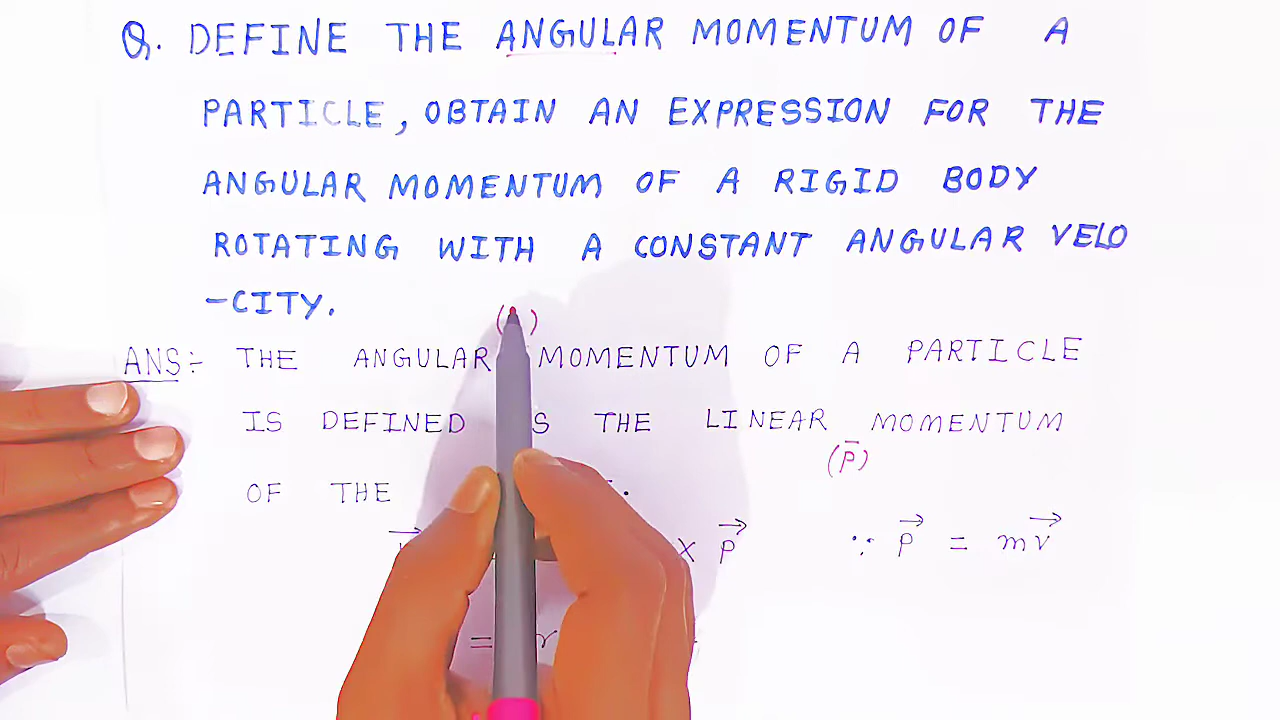 Q. DEFINE THE ANGULAR MOMENTUM OF A
PARTICLE, OBTAIN AN EXPRESSION FOR THE
ANGULAR MOMENTUM OF A RIGID BODY
ROTATING WITH A CONSTANT ANGULAR VELO
-CITY.
( )
ANS:- THE ANGULAR MOMENTUM OF A PARTICLE
IS DEFINED S THE LINEAR MOMENTUM
(p⃗)
OF THE .
× p⃗ ∵ p⃗ = mv⃗
= r